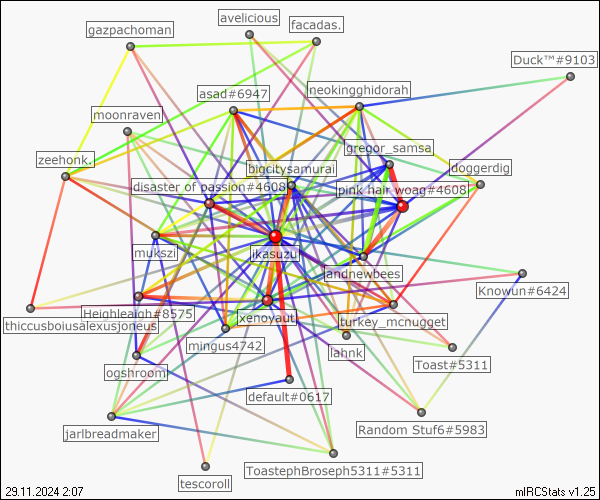 avelicious
facadas.
gazpachoman
Duck™#9103
asad#6947
neokingghidorah
moonraven
gregor_samsa
zeehonk.
bigcitysamurai
doggerdig
disaster of passion#4608
pink hair woag#4608
mukszi
ikasuzu
landnewbees
Knowun#6424
Heighleaigh#8575
thiccusboiusalexusjoneus
xenoyauti
turkey_mcnugget
mingus4742
lahnk
Toast#5311
ogshroom
default#0617
jarlbreadmaker
Random Stuf6#5983
tescoroll
ToastephBroseph5311#5311
29.11.2024 2:07
mIRCStats v1.25